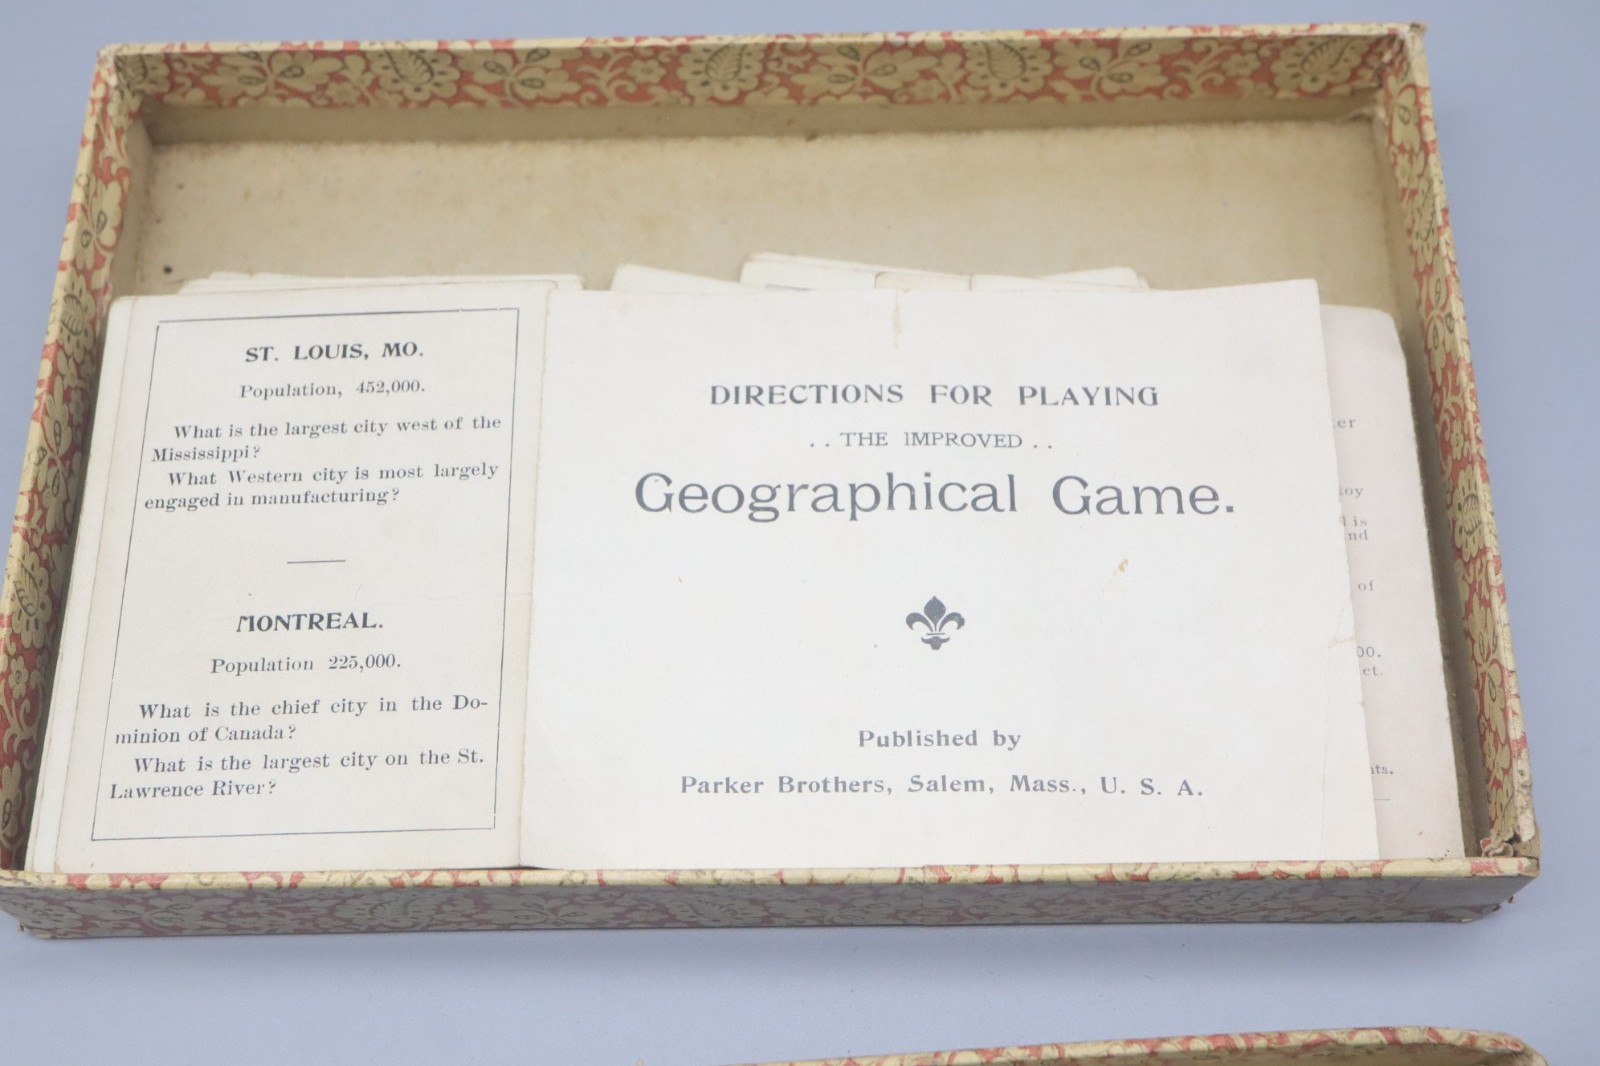 ST. LOUIS, MO.
Population, 452,000.
What is the largest city west of the
Mississippi?
What Western city is most largely
engaged in manufacturing?
MONTREAL.
Population 225,000.
What is the chief city in the Do-
minion of Canada?
What is the largest city on the St.
Lawrence River?
DIRECTIONS FOR PLAYING
. . THE IMPROVED . .
Geographical Game.
Published by
Parker Brothers, Salem, Mass., U. S. A.
of